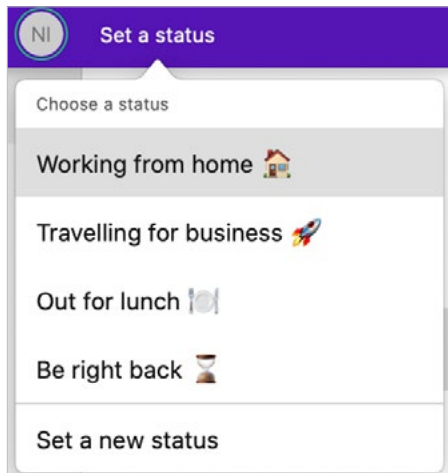 NI
Set a status
Choose a status
Working from home 🏠
Travelling for business 🚀
Out for lunch 🍽️
Be right back ⏳
Set a new status